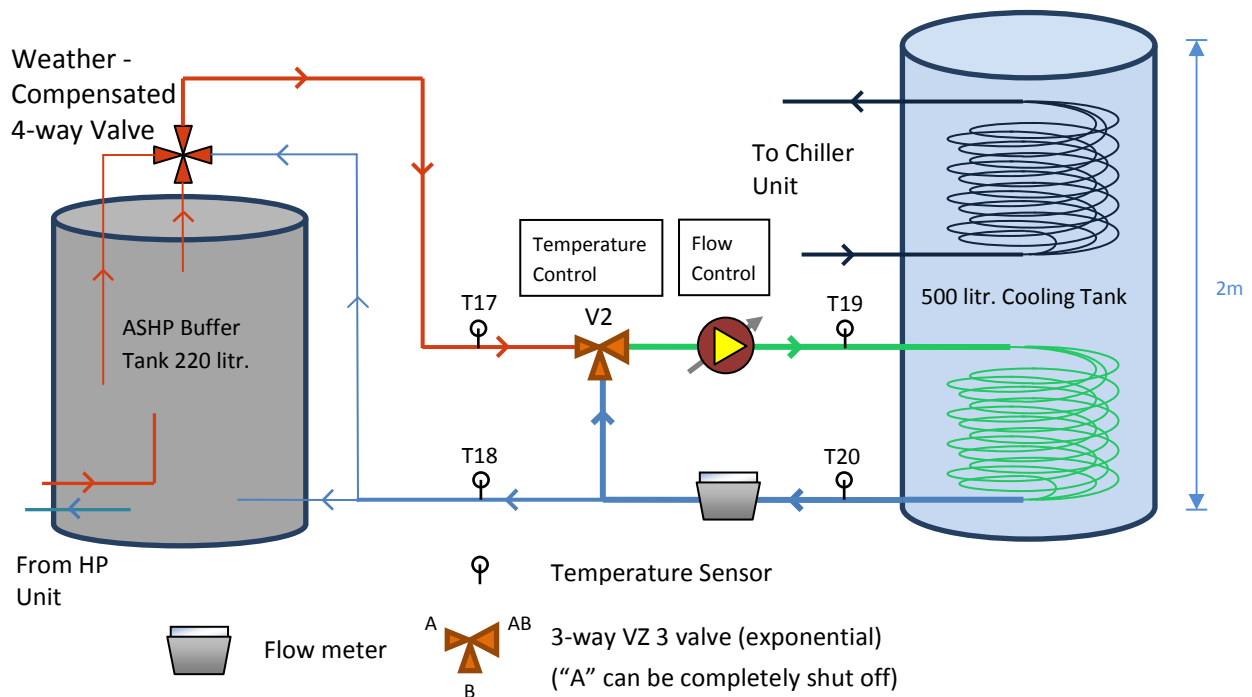 Weather -
Compensated
4-way Valve
To Chiller
Unit
Temperature
Control
Flow
Control
T17
V2
T19
500 litr. Cooling Tank
2m
ASHP Buffer
Tank 220 litr.
T18
T20
From HP
Unit
Temperature Sensor
Flow meter
A
AB
B
3-way VZ 3 valve (exponential)
(“A” can be completely shut off)